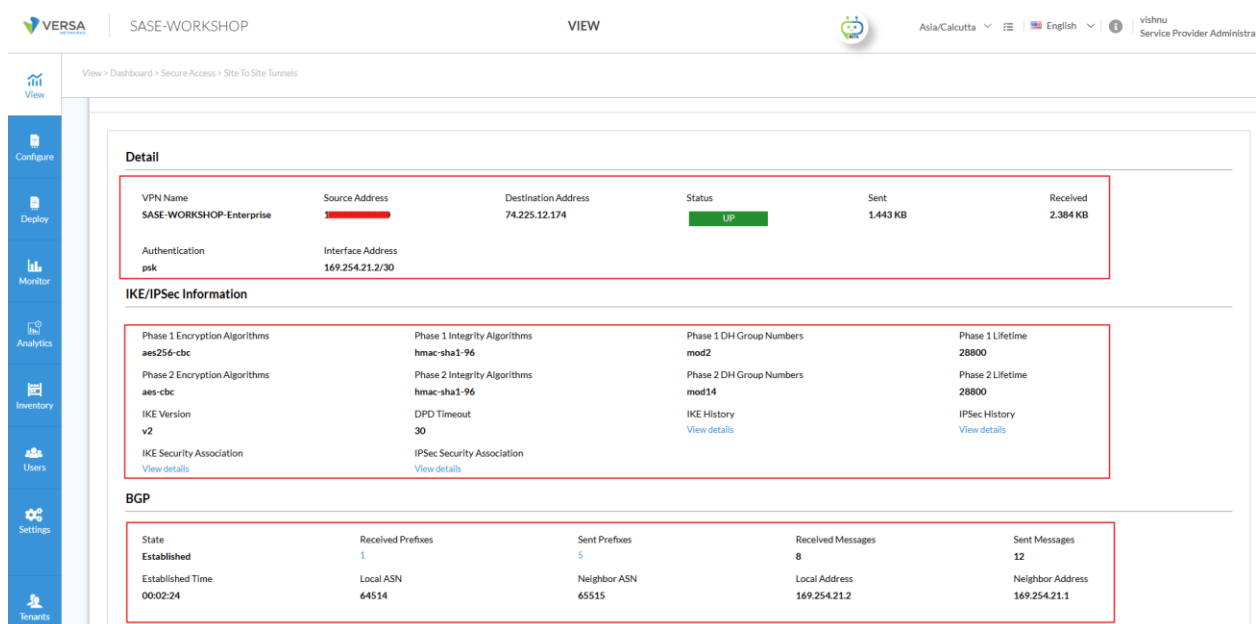 VERSA
NETWORKS
SASE-WORKSHOP
VIEW
BETA
Asia/Calcutta
English
vishnu
Service Provider Administra
View > Dashboard > Secure Access > Site To Site Tunnels
View
Configure
Deploy
Monitor
Analytics
Inventory
Users
Settings
Tenants
Detail
VPN Name Source Address Destination Address Status Sent Received
SASE-WORKSHOP-Enterprise 74.225.12.174 UP 1.443 KB 2.384 KB
Authentication Interface Address
psk 169.254.21.2/30
IKE/IPSec Information
Phase 1 Encryption Algorithms Phase 1 Integrity Algorithms Phase 1 DH Group Numbers Phase 1 Lifetime
aes256-cbc hmac-sha1-96 mod2 28800
Phase 2 Encryption Algorithms Phase 2 Integrity Algorithms Phase 2 DH Group Numbers Phase 2 Lifetime
aes-cbc hmac-sha1-96 mod14 28800
IKE Version DPD Timeout IKE History IPSec History
v2 30 View details View details
IKE Security Association IPSec Security Association
View details View details
BGP
State Received Prefixes Sent Prefixes Received Messages Sent Messages
Established 1 5 8 12
Established Time Local ASN Neighbor ASN Local Address Neighbor Address
00:02:24 64514 65515 169.254.21.2 169.254.21.1